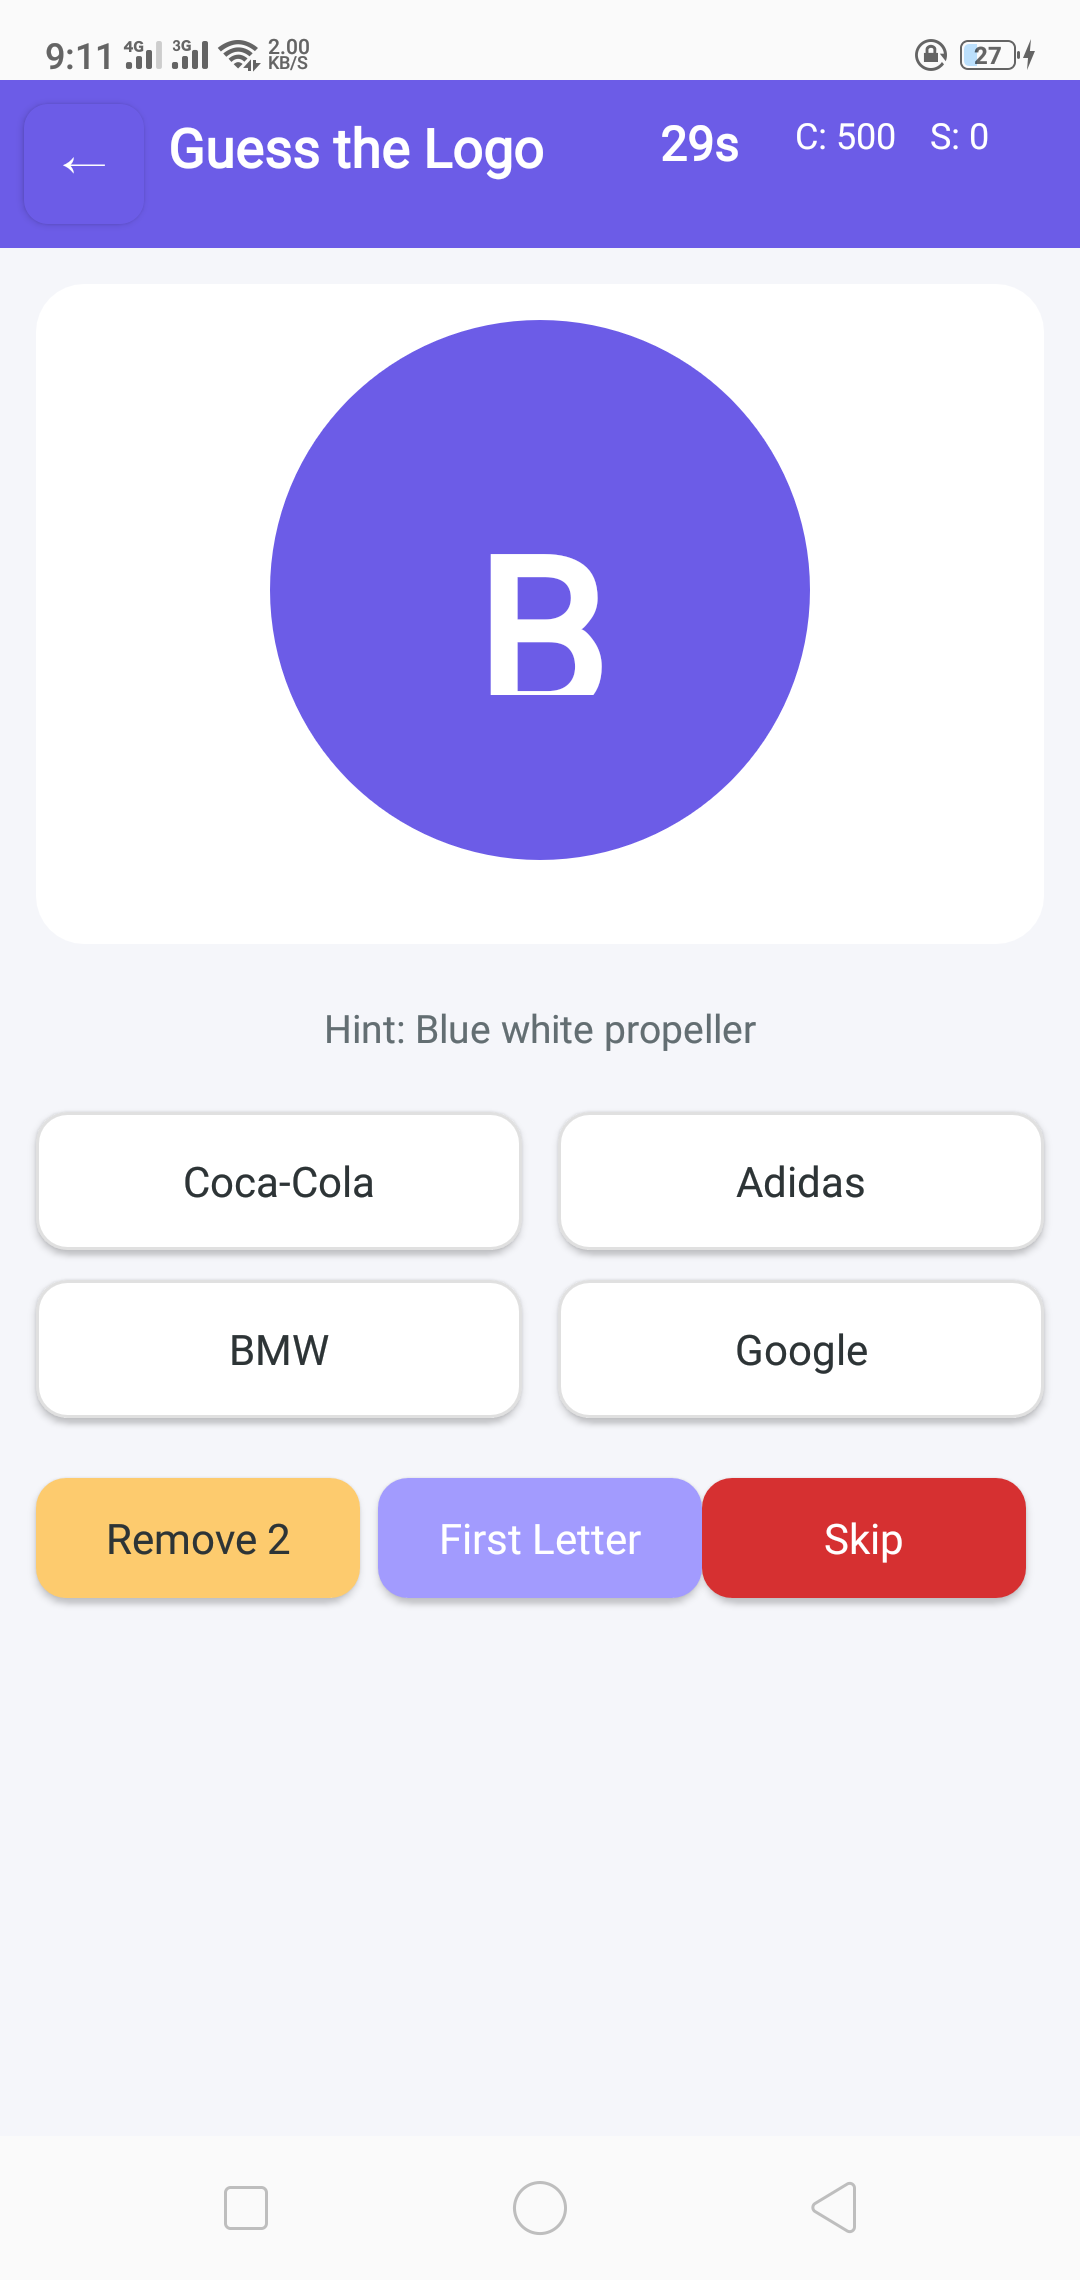 9:11 4G 3G 2.00 KB/S 27
← Guess the Logo 29s C: 500 S: 0
B
Hint: Blue white propeller
Coca-Cola Adidas
BMW Google
Remove 2 First Letter Skip